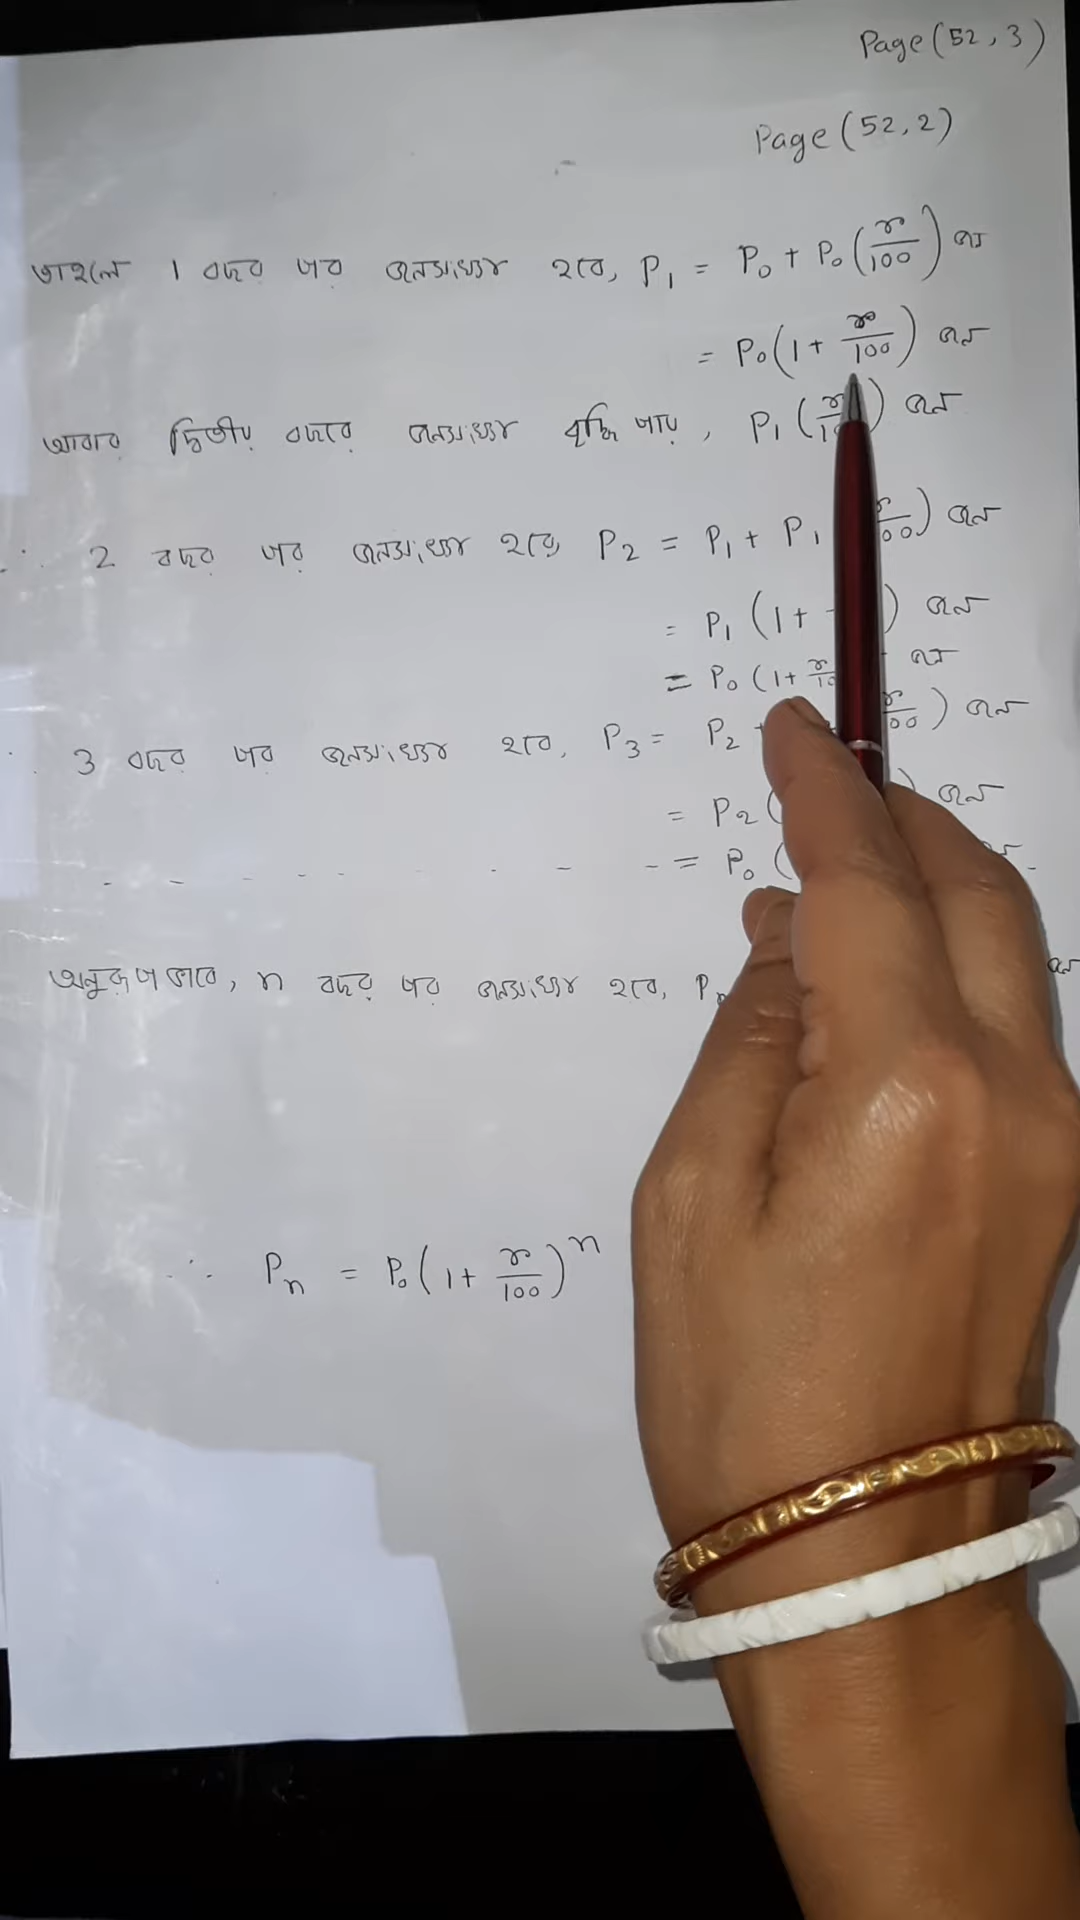 Page (52, 3)
Page (52, 2)
তাহলে 1 বছর পর জনসংখ্যা হবে, P₁ = P₀ + P₀ (r/100) জন
= P₀ (1 + r/100) জন
আবার দ্বিতীয় বছরে জনসংখ্যা বৃদ্ধি পায়, P₁ ( জন
∴ 2 বছর পর জনসংখ্যা হবে, P₂ = P₁ + P₁ ) জন
= P₁ (1 + ) জন
= P₀ (1 + জন
3 বছর পর জনসংখ্যা হবে, P₃ = P₂ ) জন
= P₂ ( ) জন
= P₀ (
অনুরূপভাবে, n বছর পর জনসংখ্যা হবে, Pₙ জন
∴ Pₙ = P₀ (1 + r/100)ⁿ